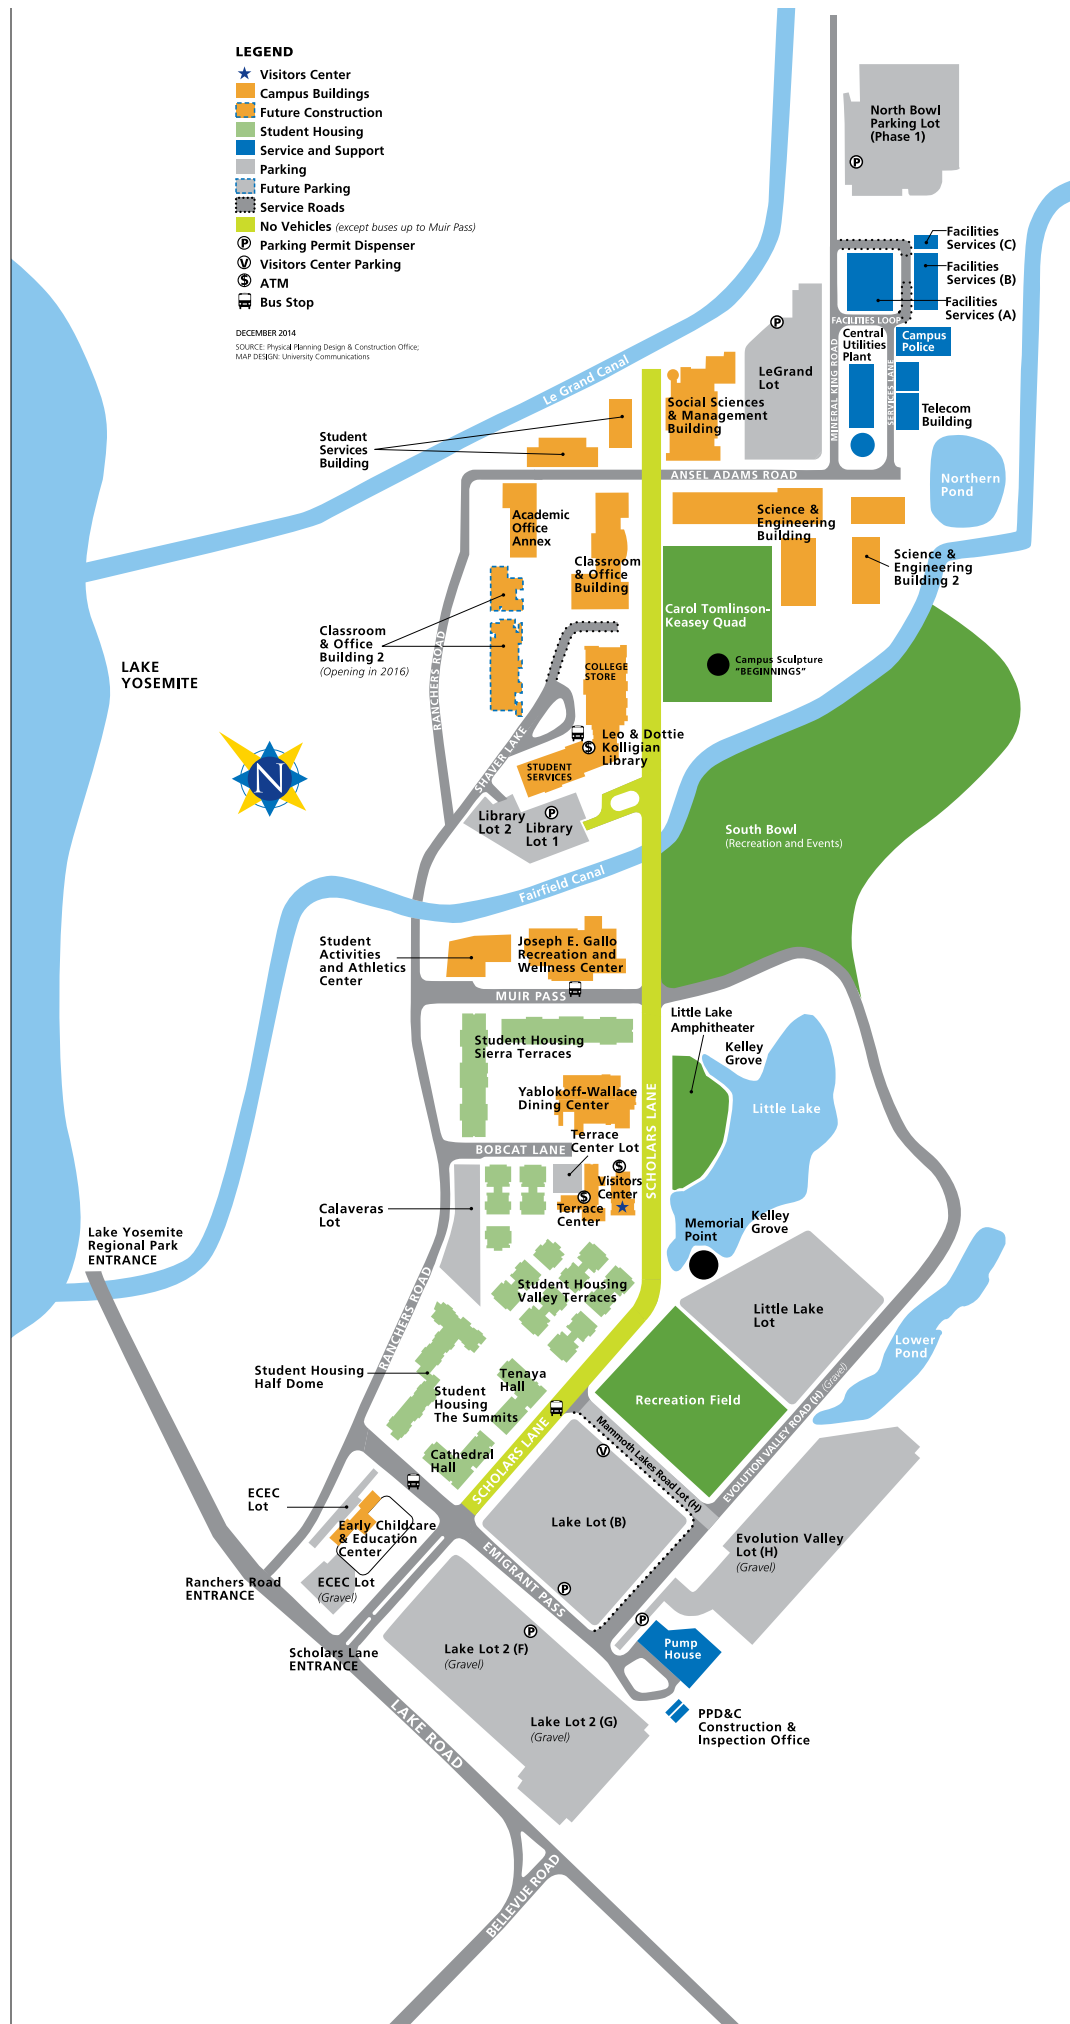 LEGEND
Visitors Center
Campus Buildings
Future Construction
Student Housing
Service and Support
Parking
Future Parking
Service Roads
No Vehicles (except buses up to Muir Pass)
P Parking Permit Dispenser
V Visitors Center Parking
$ ATM
Bus Stop
DECEMBER 2014
SOURCE: Physical Planning Design & Construction Office;
MAP DESIGN: University Communications
North Bowl
Parking Lot
(Phase 1)
P
Facilities
Services (C)
Facilities
Services (B)
Facilities
Services (A)
FACILITIES LOOP
Central
Utilities
Plant
Campus
Police
MINERAL KING ROAD
SERVICES LANE
Telecom
Building
P
LeGrand
Lot
Le Grand Canal
Social Sciences
& Management
Building
Student
Services
Building
ANSEL ADAMS ROAD
Northern
Pond
Academic
Office
Annex
Science &
Engineering
Building
Classroom
& Office
Building
Science &
Engineering
Building 2
Carol Tomlinson-
Keasey Quad
Classroom
& Office
Building 2
(Opening in 2016)
RANCHERS ROAD
LAKE
YOSEMITE
COLLEGE
STORE
Campus Sculpture
"BEGINNINGS"
N
SHAVER LAKE
$
Leo & Dottie
Kolligian
Library
STUDENT
SERVICES
P
Library
Lot 2
Library
Lot 1
South Bowl
(Recreation and Events)
Fairfield Canal
Student
Activities
and Athletics
Center
Joseph E. Gallo
Recreation and
Wellness Center
MUIR PASS
Little Lake
Amphitheater
Kelley
Grove
Student Housing
Sierra Terraces
Yablokoff-Wallace
Dining Center
Little Lake
SCHOLARS LANE
BOBCAT LANE
Terrace
Center Lot
$
Visitors
Center
$
Terrace
Center
Calaveras
Lot
Memorial
Point
Kelley
Grove
Lake Yosemite
Regional Park
ENTRANCE
Student Housing
Valley Terraces
Little Lake
Lot
RANCHERS ROAD
Lower
Pond
Student Housing
Half Dome
Tenaya
Hall
Student
Housing
The Summits
Recreation Field
EVOLUTION VALLEY ROAD (H) (Gravel)
SCHOLARS LANE
Mammoth Lakes Road Lot (H)
V
Cathedral
Hall
ECEC
Lot
Lake Lot (B)
Early Childcare
& Education
Center
Evolution Valley
Lot (H)
(Gravel)
EMIGRANT PASS
Ranchers Road
ENTRANCE
ECEC Lot
(Gravel)
P
P
P
Scholars Lane
ENTRANCE
Lake Lot 2 (F)
(Gravel)
Pump
House
LAKE ROAD
Lake Lot 2 (G)
(Gravel)
PPD&C
Construction &
Inspection Office
BELLEVUE ROAD